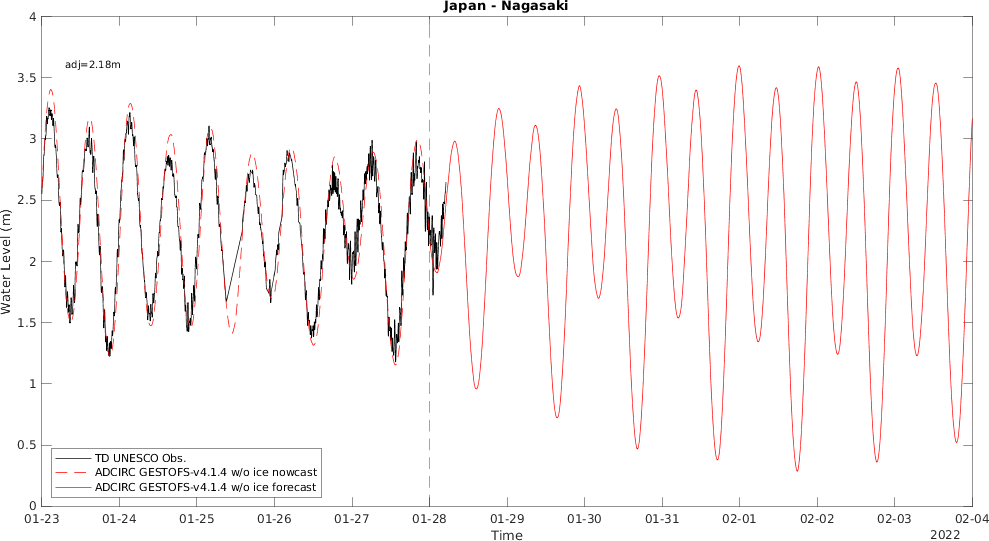 Japan - Nagasaki
adj=2.18m
Water Level (m)
4
3.5
3
2.5
2
1.5
1
0.5
0
TD UNESCO Obs.
ADCIRC GESTOFS-v4.1.4 w/o ice nowcast
ADCIRC GESTOFS-v4.1.4 w/o ice forecast
01-23 01-24 01-25 01-26 01-27 01-28 01-29 01-30 01-31 02-01 02-02 02-03 02-04
Time
2022